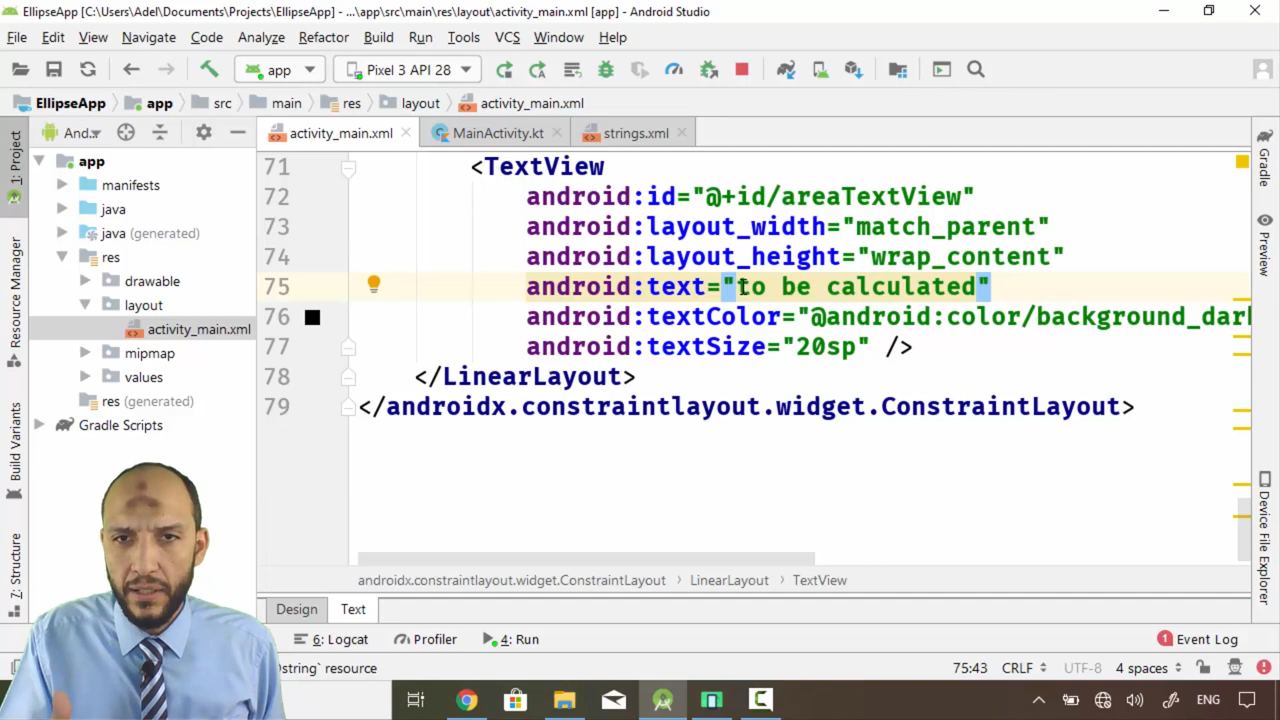 EllipseApp [C:\Users\Adel\Documents\Projects\EllipseApp] - ...\app\src\main\res\layout\activity_main.xml [app] - Android Studio
File Edit View Navigate Code Analyze Refactor Build Run Tools VCS Window Help
app Pixel 3 API 28
EllipseApp app src main res layout activity_main.xml
And... activity_main.xml MainActivity.kt strings.xml
1: Project
Resource Manager
Build Variants
7: Structure
app
manifests
java
java (generated)
res
drawable
layout
activity_main.xml
mipmap
values
res (generated)
Gradle Scripts
71 <TextView
72 android:id="@+id/areaTextView"
73 android:layout_width="match_parent"
74 android:layout_height="wrap_content"
75 android:text="to be calculated"
76 android:textColor="@android:color/background_dark
77 android:textSize="20sp" />
78 </LinearLayout>
79 </androidx.constraintlayout.widget.ConstraintLayout>
Gradle
Preview
Device File Explorer
androidx.constraintlayout.widget.ConstraintLayout › LinearLayout › TextView
Design Text
6: Logcat Profiler 4: Run 1 Event Log
string` resource 75:43 CRLF UTF-8 4 spaces
ENG